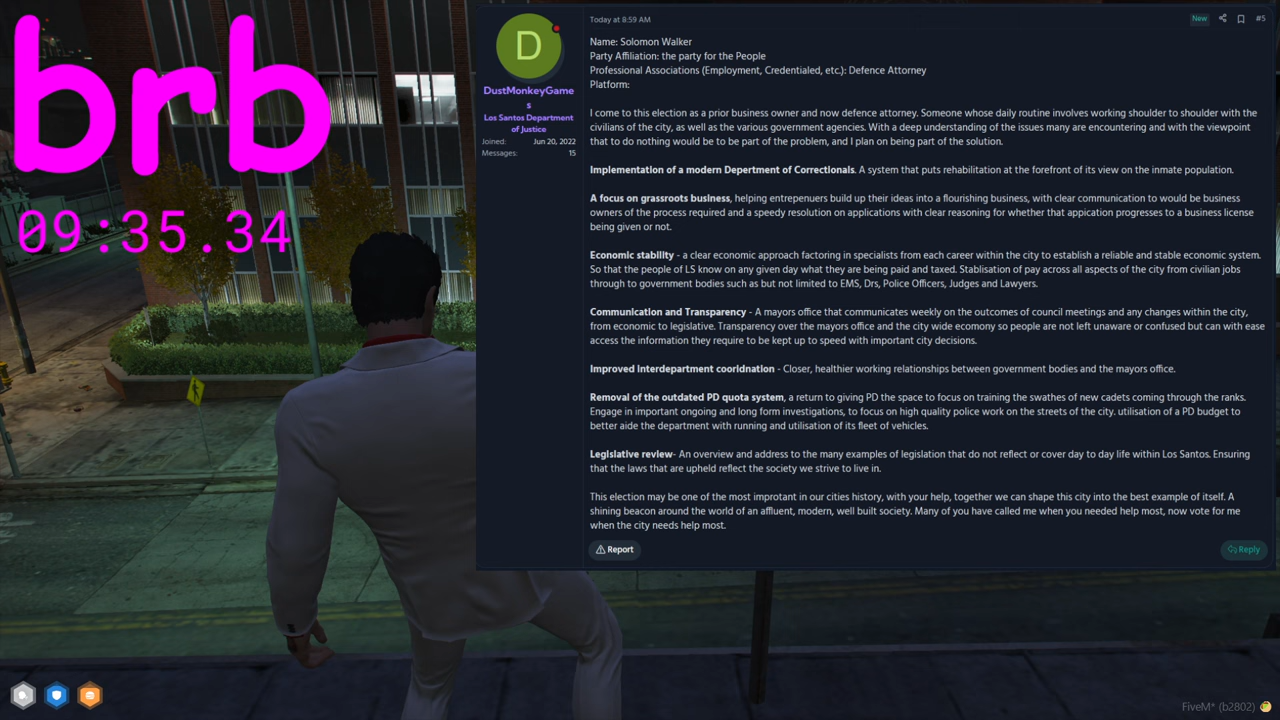 brb
09:35.34
D
DustMonkeyGame
s
Los Santos Department
of Justice
Joined: Jun 20, 2022
Messages: 15
Today at 8:59 AM
New
#5
Name: Solomon Walker
Party Affiliation: the party for the People
Professional Associations (Employment, Credentialed, etc.): Defence Attorney
Platform:
I come to this election as a prior business owner and now defence attorney. Someone whose daily routine involves working shoulder to shoulder with the
civilians of the city, as well as the various government agencies. With a deep understanding of the issues many are encountering and with the viewpoint
that to do nothing would be to be part of the problem, and I plan on being part of the solution.
Implementation of a modern Department of Correctionals. A system that puts rehabilitation at the forefront of its view on the inmate population.
A focus on grassroots business, helping entrepenuers build up their ideas into a flourishing business, with clear communication to would be business
owners of the process required and a speedy resolution on applications with clear reasoning for whether that appication progresses to a business license
being given or not.
Economic stability - a clear economic approach factoring in specialists from each career within the city to establish a reliable and stable economic system.
So that the people of LS know on any given day what they are being paid and taxed. Stablisation of pay across all aspects of the city from civilian jobs
through to government bodies such as but not limited to EMS, Drs, Police Officers, Judges and Lawyers.
Communication and Transparency - A mayors office that communicates weekly on the outcomes of council meetings and any changes within the city,
from economic to legislative. Transparency over the mayors office and the city wide ecomony so people are not left unaware or confused but can with ease
access the information they require to be kept up to speed with important city decisions.
Improved interdepartment cooridnation - Closer, healthier working relationships between government bodies and the mayors office.
Removal of the outdated PD quota system, a return to giving PD the space to focus on training the swathes of new cadets coming through the ranks.
Engage in important ongoing and long form investigations, to focus on high quality police work on the streets of the city. utilisation of a PD budget to
better aide the department with running and utilisation of its fleet of vehicles.
Legislative review- An overview and address to the many examples of legislation that do not reflect or cover day to day life within Los Santos. Ensuring
that the laws that are upheld reflect the society we strive to live in.
This election may be one of the most improtant in our cities history, with your help, together we can shape this city into the best example of itself. A
shining beacon around the world of an affluent, modern, well built society. Many of you have called me when you needed help most, now vote for me
when the city needs help most.
Report
Reply
FiveM* (b2802)